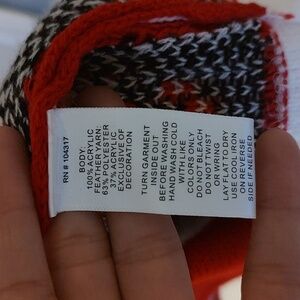 RN # 104317
BODY:
100% ACRYLIC
FEATHER YARN:
63% POLYESTER
37% ACRYLIC
EXCLUSIVE OF
DECORATION
TURN GARMENT
INSIDE OUT
BEFORE WASHING
HAND WASH COLD
WITH LIKE
COLORS ONLY
DO NOT BLEACH
DO NOT TWIST
OR WRING
LAY FLAT TO DRY
USE COOL IRON
ON REVERSE
SIDE IF NEEDED